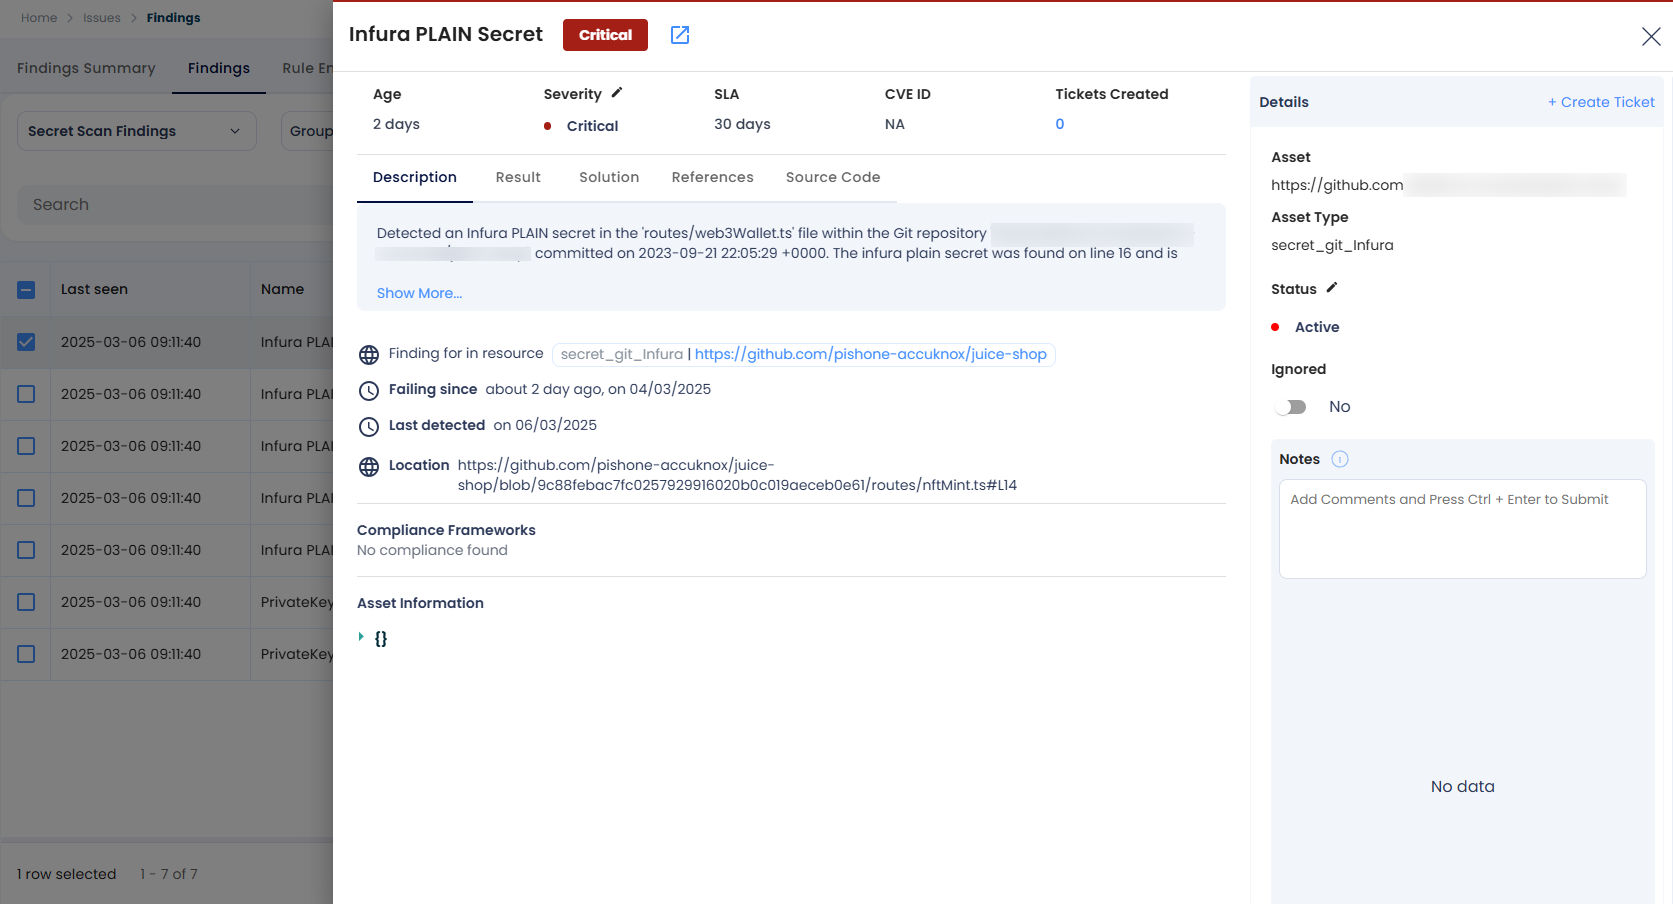 Home > Issues > Findings
Findings Summary
Findings
Rule En
Secret Scan Findings
Group
Search
Last seen
Name
2025-03-06 09:11:40
Infura PLAI
2025-03-06 09:11:40
Infura PLAI
2025-03-06 09:11:40
Infura PLAI
2025-03-06 09:11:40
Infura PLAI
2025-03-06 09:11:40
Infura PLAI
2025-03-06 09:11:40
PrivateKey
2025-03-06 09:11:40
PrivateKey
1 row selected
1 - 7 of 7
Infura PLAIN Secret
Critical
Age
2 days
Severity
Critical
SLA
30 days
CVE ID
NA
Tickets Created
0
Description
Result
Solution
References
Source Code
Detected an Infura PLAIN secret in the 'routes/web3Wallet.ts' file within the Git repository
committed on 2023-09-21 22:05:29 +0000. The infura plain secret was found on line 16 and is
Show More...
Finding for in resource secret_git_Infura | https://github.com/pishone-accuknox/juice-shop
Failing since about 2 day ago, on 04/03/2025
Last detected on 06/03/2025
Location https://github.com/pishone-accuknox/juice-
shop/blob/9c88febac7fc0257929916020b0c019aeceb0e61/routes/nftMint.ts#L14
Compliance Frameworks
No compliance found
Asset Information
{}
Details
+ Create Ticket
Asset
https://github.com
Asset Type
secret_git_Infura
Status
Active
Ignored
No
Notes
Add Comments and Press Ctrl + Enter to Submit
No data